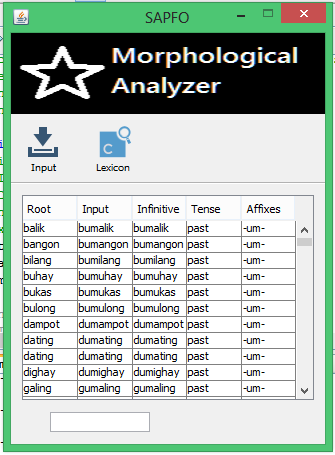 SAPFO
Morphological
Analyzer
Input Lexicon
Root Input Infinitive Tense Affixes
balik bumalik bumalik past -um-
bangon bumangon bumangon past -um-
bilang bumilang bumilang past -um-
buhay bumuhay bumuhay past -um-
bukas bumukas bumukas past -um-
bulong bumulong bumulong past -um-
dampot dumampot dumampot past -um-
dating dumating dumating past -um-
dating dumating dumating past -um-
dighay dumighay dumighay past -um-
galing gumaling gumaling past -um-